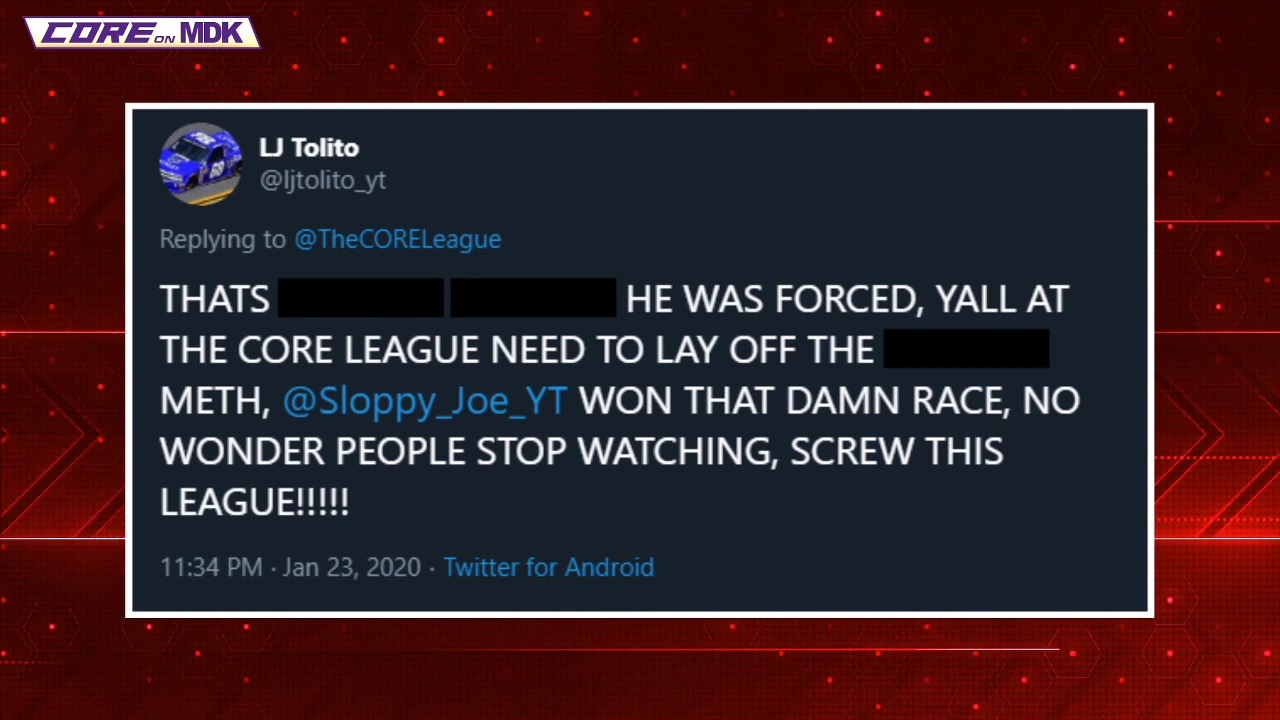 CORE ON MDK
LJ Tolito
@ljtolito_yt
Replying to @TheCORELeague
THATS HE WAS FORCED, YALL AT
THE CORE LEAGUE NEED TO LAY OFF THE
METH, @Sloppy_Joe_YT WON THAT DAMN RACE, NO
WONDER PEOPLE STOP WATCHING, SCREW THIS
LEAGUE!!!!!
11:34 PM · Jan 23, 2020 · Twitter for Android